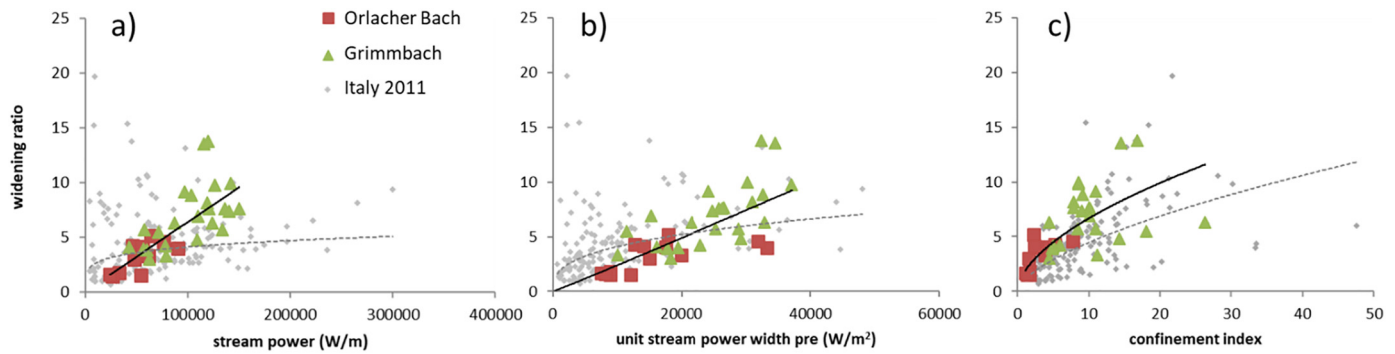 a)
Orlacher Bach
Grimmbach
Italy 2011
widening ratio
25
20
15
10
5
0
0 100000 200000 300000 400000
stream power (W/m)
b)
25
20
15
10
5
0
0 20000 40000 60000
unit stream power width pre (W/m²)
c)
25
20
15
10
5
0
0 10 20 30 40 50
confinement index